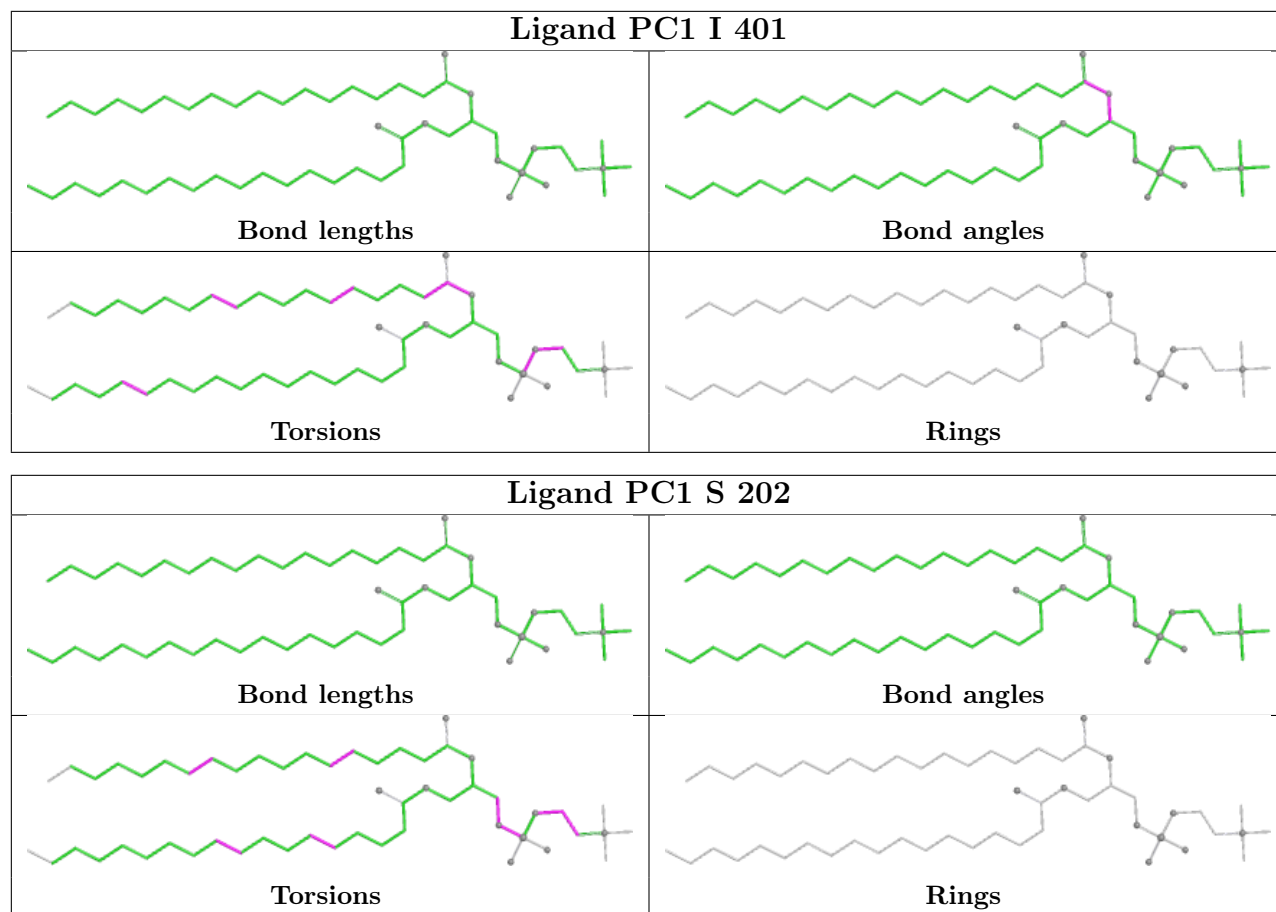 Ligand PC1 I 401
Bond lengths
Bond angles
Torsions
Rings
Ligand PC1 S 202
Bond lengths
Bond angles
Torsions
Rings